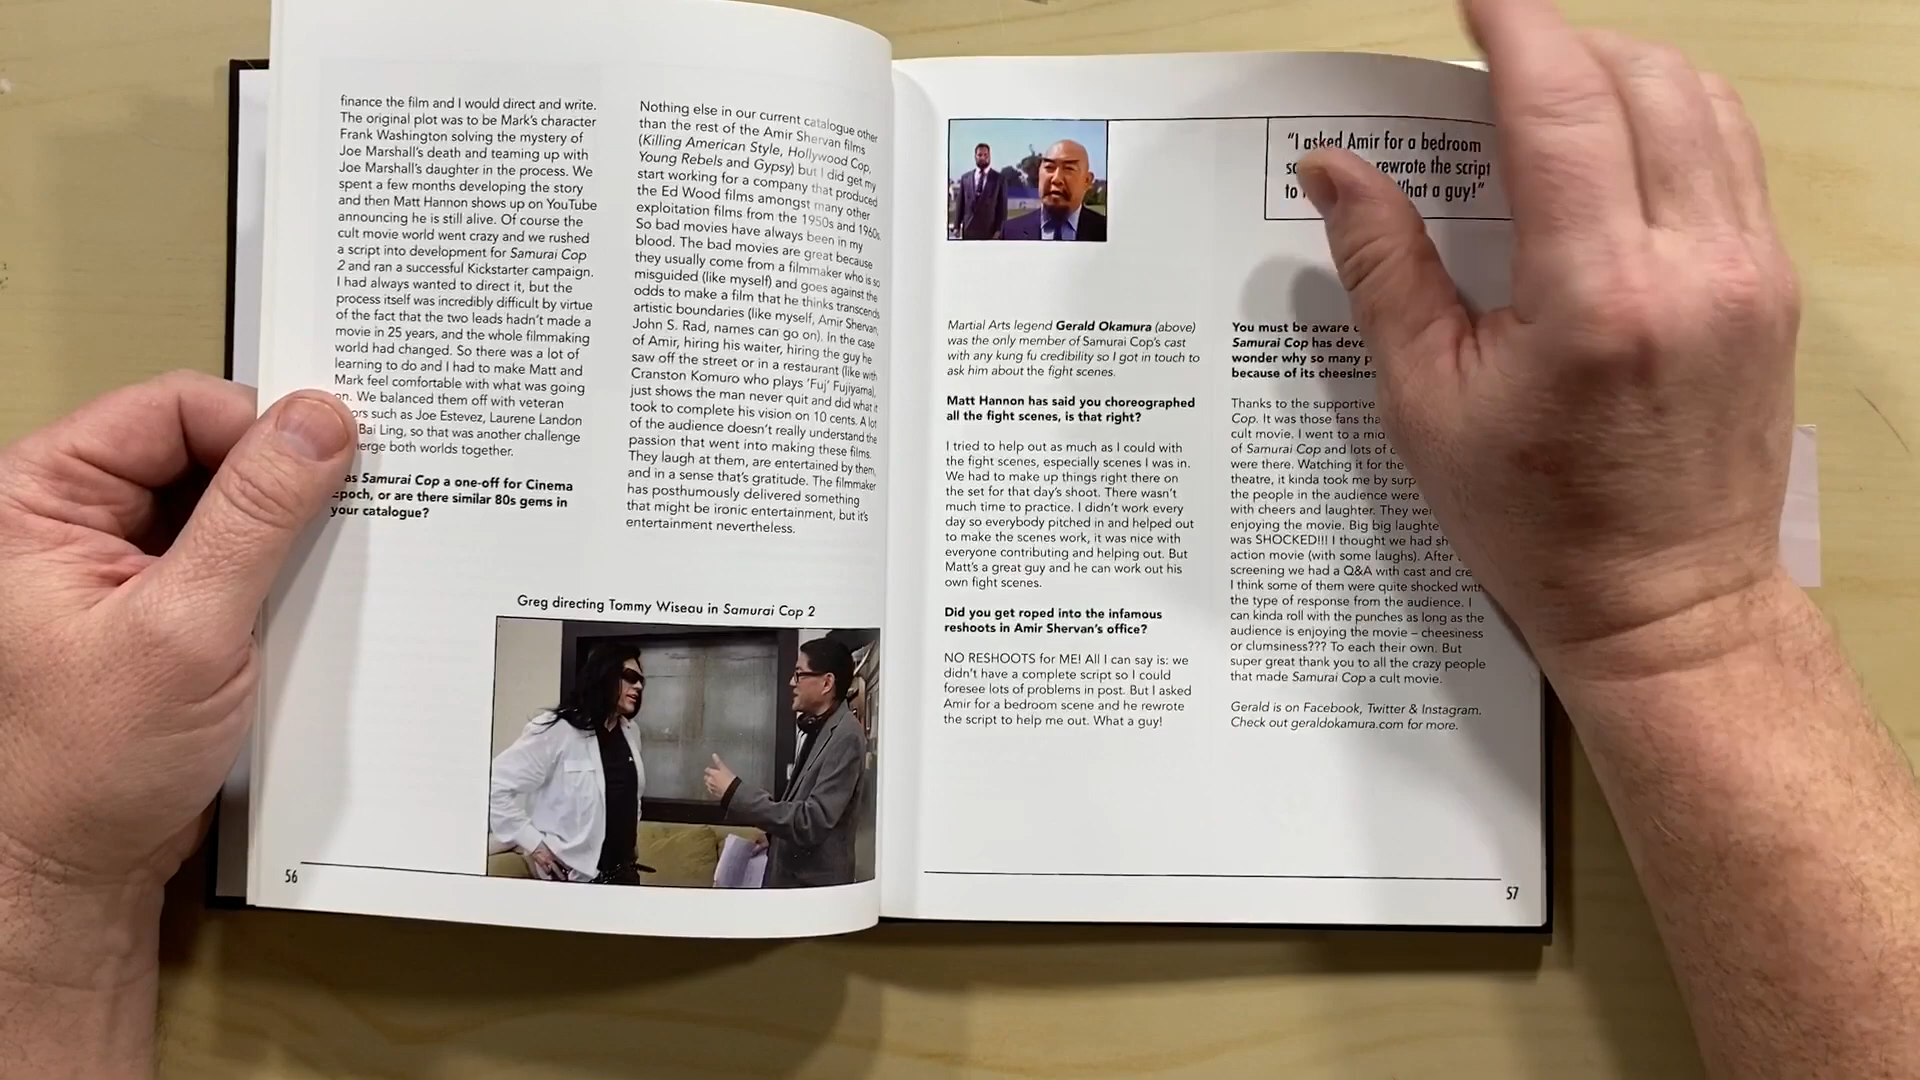 finance the film and I would direct and write.
The original plot was to be Mark's character
Frank Washington solving the mystery of
Joe Marshall's death and teaming up with
Joe Marshall's daughter in the process. We
spent a few months developing the story
and then Matt Hannon shows up on YouTube
announcing he is still alive. Of course the
cult movie world went crazy and we rushed
a script into development for Samurai Cop
2 and ran a successful Kickstarter campaign.
I had always wanted to direct it, but the
process itself was incredibly difficult by virtue
of the fact that the two leads hadn't made a
movie in 25 years, and the whole filmmaking
world had changed. So there was a lot of
learning to do and I had to make Matt and
Mark feel comfortable with what was going
on. We balanced them off with veteran
ors such as Joe Estevez, Laurene Landon
Bai Ling, so that was another challenge
erge both worlds together.
as Samurai Cop a one-off for Cinema
Epoch, or are there similar 80s gems in
your catalogue?
Nothing else in our current catalogue other
than the rest of the Amir Shervan films
(Killing American Style, Hollywood Cop,
Young Rebels and Gypsy) but I did get my
start working for a company that produced
the Ed Wood films amongst many other
exploitation films from the 1950s and 1960s.
So bad movies have always been in my
blood. The bad movies are great because
they usually come from a filmmaker who is so
misguided (like myself) and goes against the
odds to make a film that he thinks transcends
artistic boundaries (like myself, Amir Shervan,
John S. Rad, names can go on). In the case
of Amir, hiring his waiter, hiring the guy he
saw off the street or in a restaurant (like with
Cranston Komuro who plays 'Fuj' Fujiyama),
just shows the man never quit and did what it
took to complete his vision on 10 cents. A lot
of the audience doesn't really understand the
passion that went into making these films.
They laugh at them, are entertained by them,
and in a sense that's gratitude. The filmmaker
has posthumously delivered something
that might be ironic entertainment, but it's
entertainment nevertheless.
Greg directing Tommy Wiseau in Samurai Cop 2
56
"I asked Amir for a bedroom
sc rewrote the script
to What a guy!"
Martial Arts legend Gerald Okamura (above)
was the only member of Samurai Cop's cast
with any kung fu credibility so I got in touch to
ask him about the fight scenes.
Matt Hannon has said you choreographed
all the fight scenes, is that right?
I tried to help out as much as I could with
the fight scenes, especially scenes I was in.
We had to make up things right there on
the set for that day's shoot. There wasn't
much time to practice. I didn't work every
day so everybody pitched in and helped out
to make the scenes work, it was nice with
everyone contributing and helping out. But
Matt's a great guy and he can work out his
own fight scenes.
Did you get roped into the infamous
reshoots in Amir Shervan's office?
NO RESHOOTS for ME! All I can say is: we
didn't have a complete script so I could
foresee lots of problems in post. But I asked
Amir for a bedroom scene and he rewrote
the script to help me out. What a guy!
You must be aware
Samurai Cop has deve
wonder why so many p
because of its cheesines
Thanks to the supportive
Cop. It was those fans tha
cult movie. I went to a mid
of Samurai Cop and lots of c
were there. Watching it for the
theatre, it kinda took me by surp
the people in the audience were
with cheers and laughter. They wer
enjoying the movie. Big big laughte
was SHOCKED!!! I thought we had sh
action movie (with some laughs). After
screening we had a Q&A with cast and cre
I think some of them were quite shocked with
the type of response from the audience. I
can kinda roll with the punches as long as the
audience is enjoying the movie – cheesiness
or clumsiness??? To each their own. But
super great thank you to all the crazy people
that made Samurai Cop a cult movie.
Gerald is on Facebook, Twitter & Instagram.
Check out geraldokamura.com for more.
57